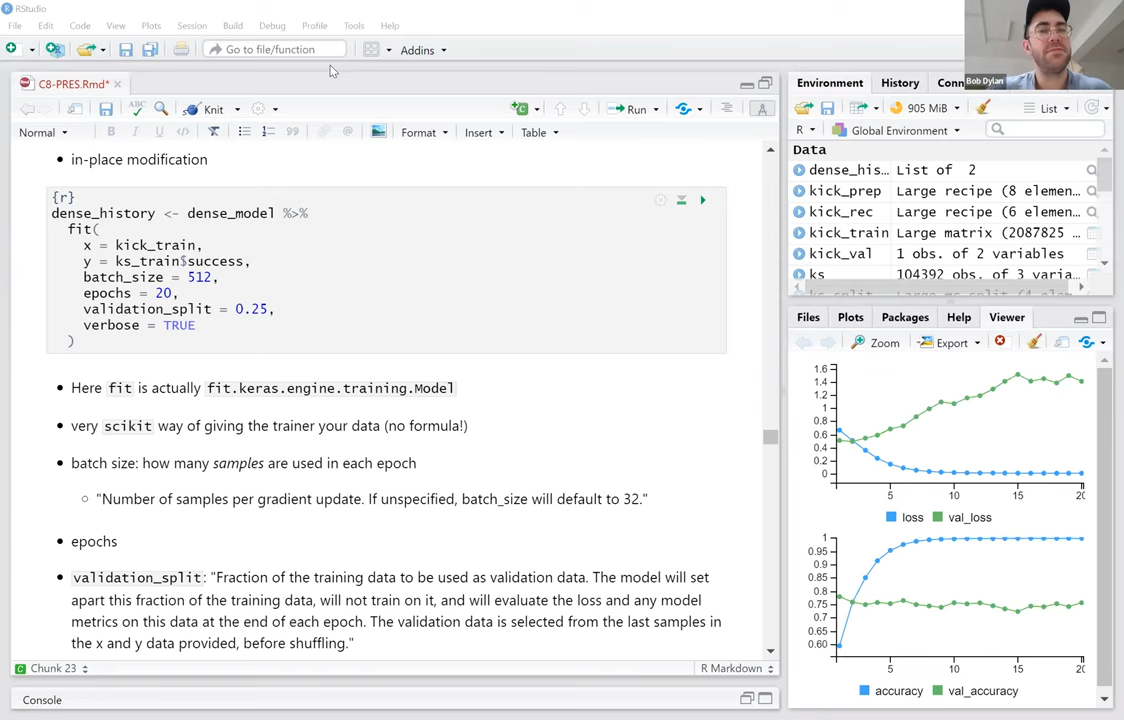 RStudio
File Edit Code View Plots Session Build Debug Profile Tools Help
Go to file/function
Addins
Bob Dylan
C8-PRES.Rmd*
ABC
Knit
Run
Normal
B I U
Format
Insert
Table
in-place modification
{r}
dense_history <- dense_model %>%
fit(
x = kick_train,
y = ks_train$success,
batch_size = 512,
epochs = 20,
validation_split = 0.25,
verbose = TRUE
)
Here fit is actually fit.keras.engine.training.Model
very scikit way of giving the trainer your data (no formula!)
batch size: how many samples are used in each epoch
"Number of samples per gradient update. If unspecified, batch_size will default to 32."
epochs
validation_split: "Fraction of the training data to be used as validation data. The model will set
apart this fraction of the training data, will not train on it, and will evaluate the loss and any model
metrics on this data at the end of each epoch. The validation data is selected from the last samples in
the x and y data provided, before shuffling."
Chunk 23
R Markdown
Console
Environment History Conn
905 MiB
List
R
Global Environment
Data
dense_his… List of 2
kick_prep Large recipe (8 elemen…
kick_rec Large recipe (6 elemen…
kick_train Large matrix (2087825 …
kick_val 1 obs. of 2 variables
ks 104392 obs. of 3 varia…
ks_split Large mc_split (4 elem…
Files Plots Packages Help Viewer
Zoom
Export
1.6
1.4
1.2
1
0.8
0.6
0.4
0.2
0
5 10 15 20
loss val_loss
1
0.95
0.9
0.85
0.8
0.75
0.7
0.65
0.60
5 10 15 20
accuracy val_accuracy